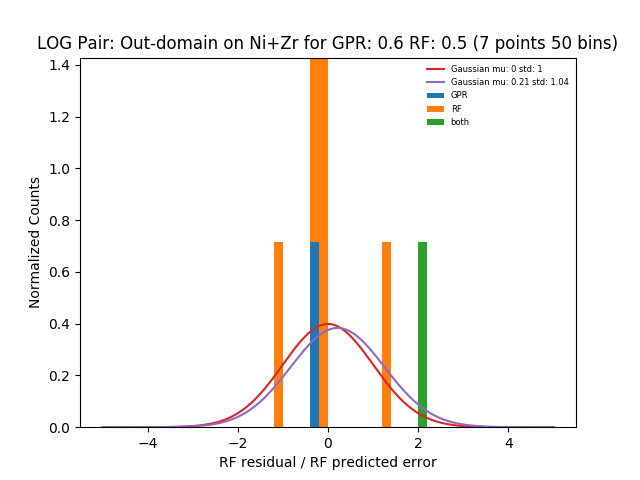 LOG Pair: Out-domain on Ni+Zr for GPR: 0.6 RF: 0.5 (7 points 50 bins)
Gaussian mu: 0 std: 1
Gaussian mu: 0.21 std: 1.04
GPR
RF
both
Normalized Counts
1.4
1.2
1.0
0.8
0.6
0.4
0.2
0.0
−4 −2 0 2 4
RF residual / RF predicted error